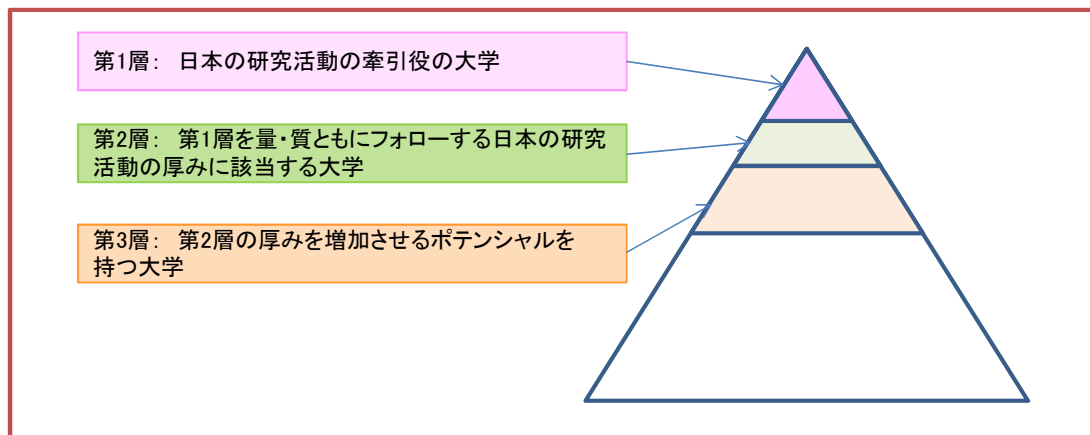 第1層： 日本の研究活動の牽引役の大学
第2層： 第1層を量・質ともにフォローする日本の研究
活動の厚みに該当する大学
第3層： 第2層の厚みを増加させるポテンシャルを
持つ大学